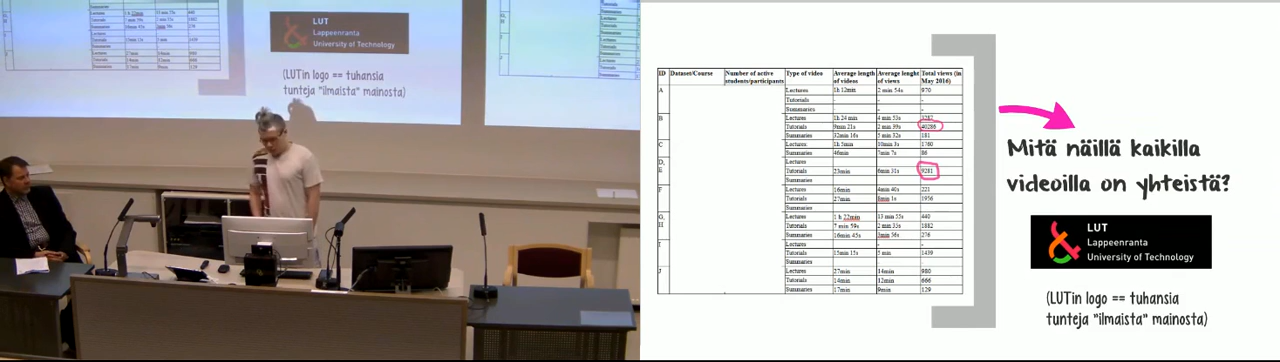 LUT
Lappeenranta
University of Technology
(LUTin logo == tuhansia
tunteja "ilmaista" mainosta)
ID Dataset/Course Number of active students/participants Type of video Average length of videos Average lenght of views Total views (in May 2016)
A Lectures 1h 12min 2 min 54s 970
Tutorials - - -
Summaries - - -
B Lectures 1h 24 min 4 min 53s 3282
Tutorials 9min 21s 2 min 39s 40286
Summaries 32min 16s 5 min 32s 181
C Lectures 1h 5min 10min 3s 1760
Summaries 46min 7min 7s 86
D, E Lectures
Tutorials 23min 6min 31s 9281
Summaries
F Lectures 16min 4min 40s 221
Tutorials 27min 8min 1s 1956
Summaries
G, H Lectures 1 h 22min 13 min 55s 440
Tutorials 7 min 59s 2 min 35s 1882
Summaries 16min 45s 3min 56s 276
I Lectures - -
Tutorials 15min 15s 5 min 1439
Summaries
J Lectures 27min 14min 980
Tutorials 14min 12min 666
Summaries 17min 9min 129
Mitä näillä kaikilla
videoilla on yhteistä?
LUT
Lappeenranta
University of Technology
(LUTin logo == tuhansia
tunteja "ilmaista" mainosta)